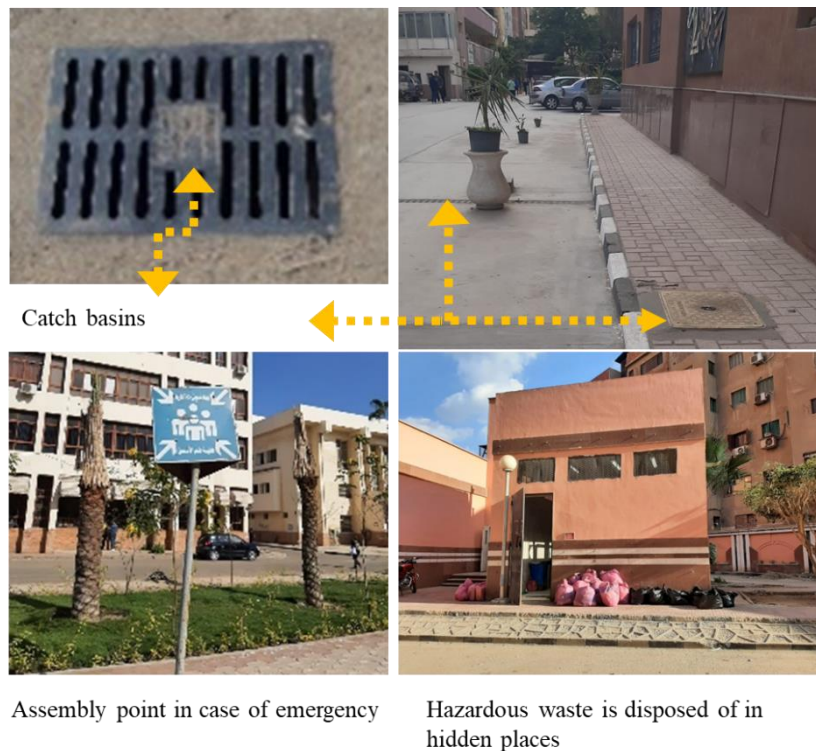 Catch basins
Assembly point in case of emergency
Hazardous waste is disposed of in
hidden places